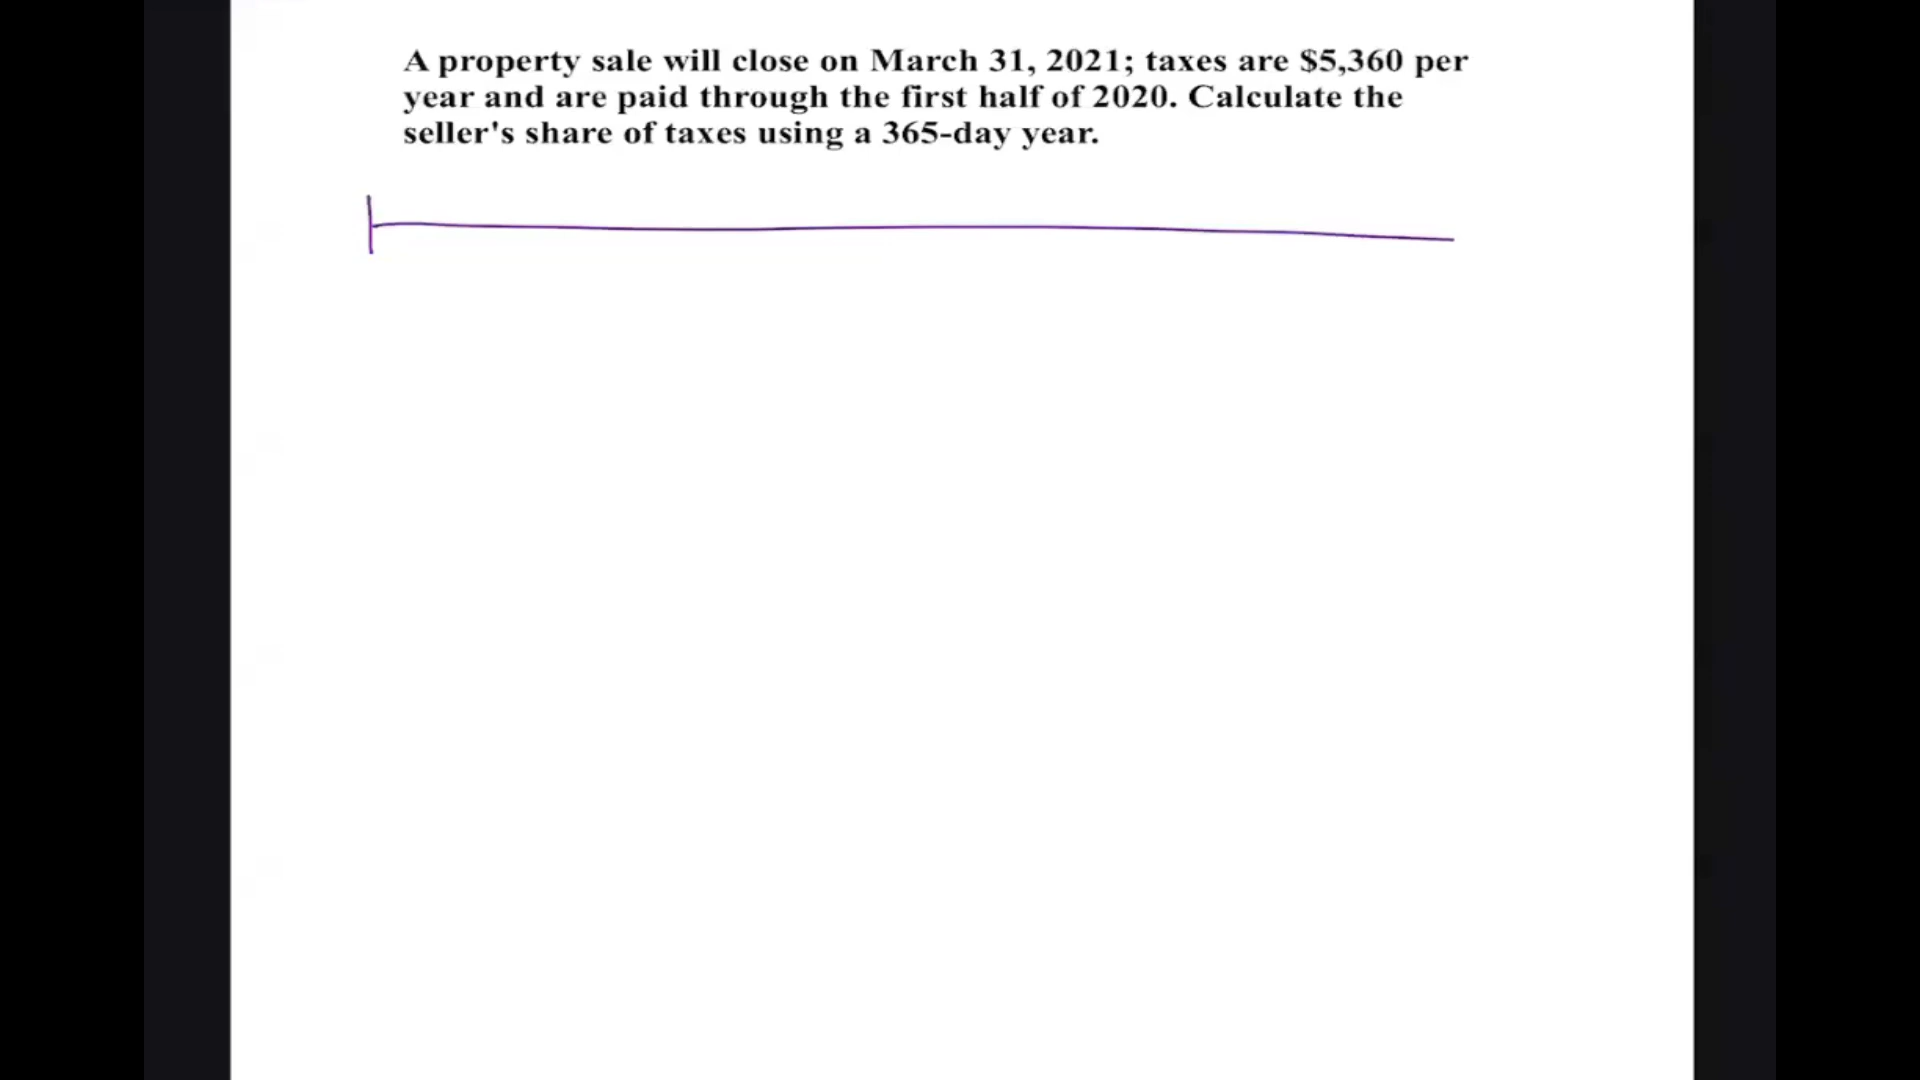 A property sale will close on March 31, 2021; taxes are $5,360 per
year and are paid through the first half of 2020. Calculate the
seller's share of taxes using a 365-day year.